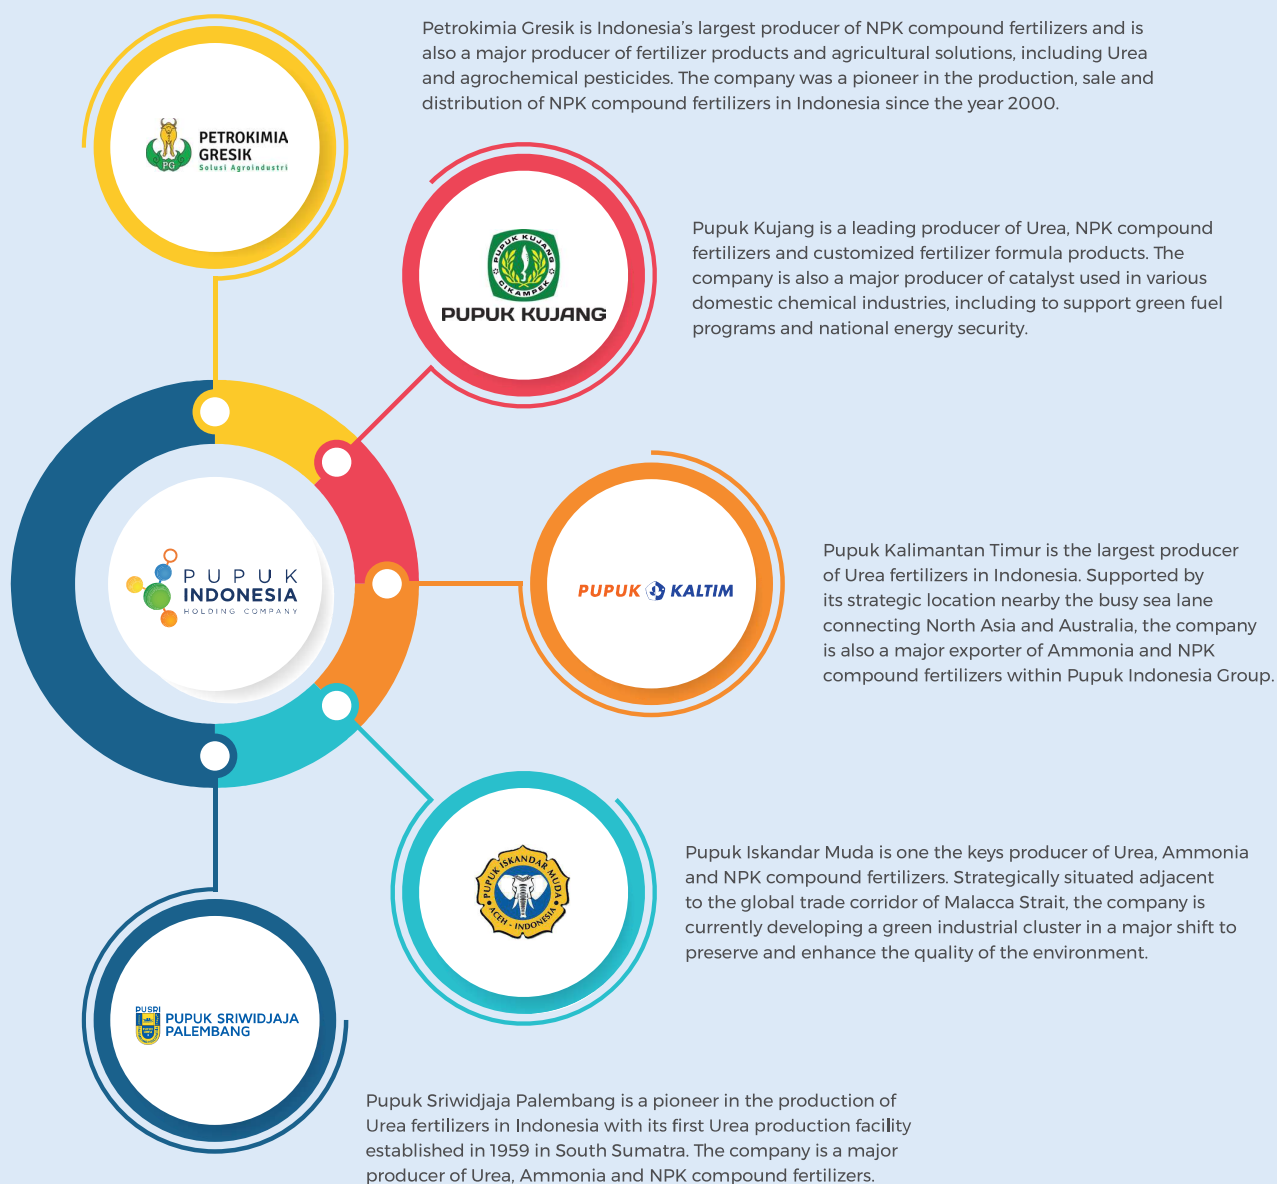 Petrokimia Gresik is Indonesia’s largest producer of NPK compound fertilizers and is
also a major producer of fertilizer products and agricultural solutions, including Urea
and agrochemical pesticides. The company was a pioneer in the production, sale and
distribution of NPK compound fertilizers in Indonesia since the year 2000.
PETROKIMIA
GRESIK
Solusi Agroindustri
PG
PUPUK KUJANG
CIKAMPEK
PUPUK KUJANG
Pupuk Kujang is a leading producer of Urea, NPK compound
fertilizers and customized fertilizer formula products. The
company is also a major producer of catalyst used in various
domestic chemical industries, including to support green fuel
programs and national energy security.
PUPUK
INDONESIA
HOLDING COMPANY
PUPUK KALTIM
Pupuk Kalimantan Timur is the largest producer
of Urea fertilizers in Indonesia. Supported by
its strategic location nearby the busy sea lane
connecting North Asia and Australia, the company
is also a major exporter of Ammonia and NPK
compound fertilizers within Pupuk Indonesia Group.
PUPUK ISKANDAR MUDA
ACEH - INDONESIA
Pupuk Iskandar Muda is one the keys producer of Urea, Ammonia
and NPK compound fertilizers. Strategically situated adjacent
to the global trade corridor of Malacca Strait, the company is
currently developing a green industrial cluster in a major shift to
preserve and enhance the quality of the environment.
PUSRI
PUPUK SRIWIDJAJA
PALEMBANG
Pupuk Sriwidjaja Palembang is a pioneer in the production of
Urea fertilizers in Indonesia with its first Urea production facility
established in 1959 in South Sumatra. The company is a major
producer of Urea, Ammonia and NPK compound fertilizers.